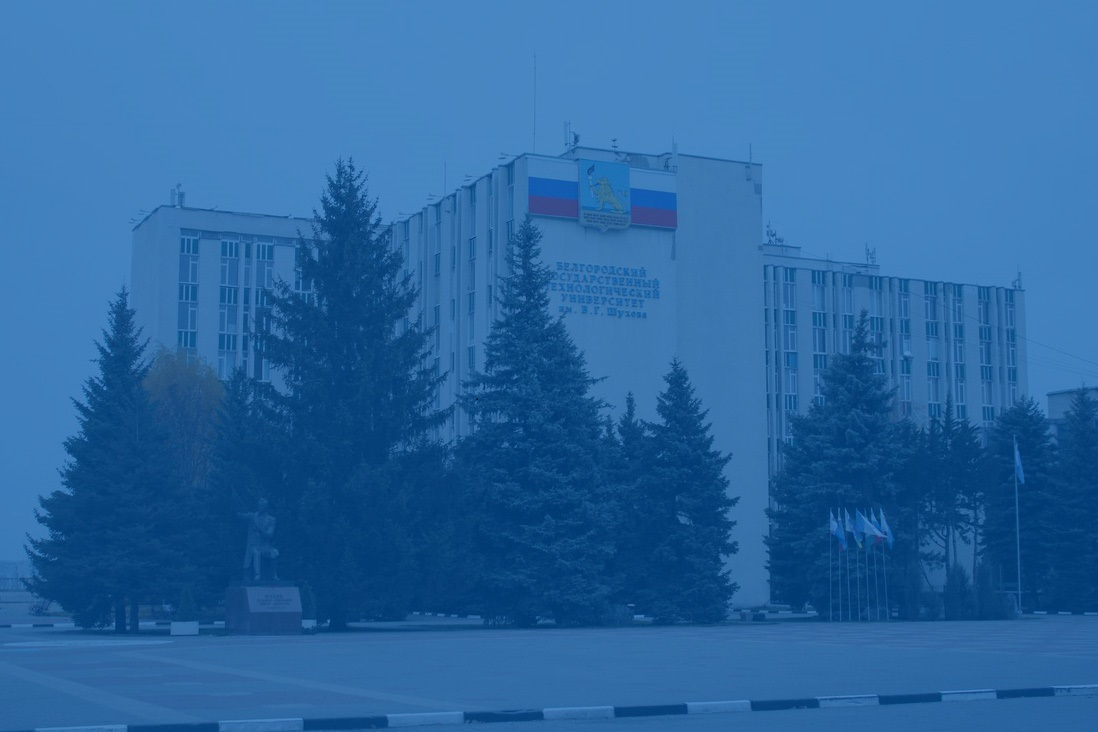 БЕЛГОРОДСКИЙ
ГОСУДАРСТВЕННЫЙ
ТЕХНОЛОГИЧЕСКИЙ
УНИВЕРСИТЕТ
им. В.Г. Шухова